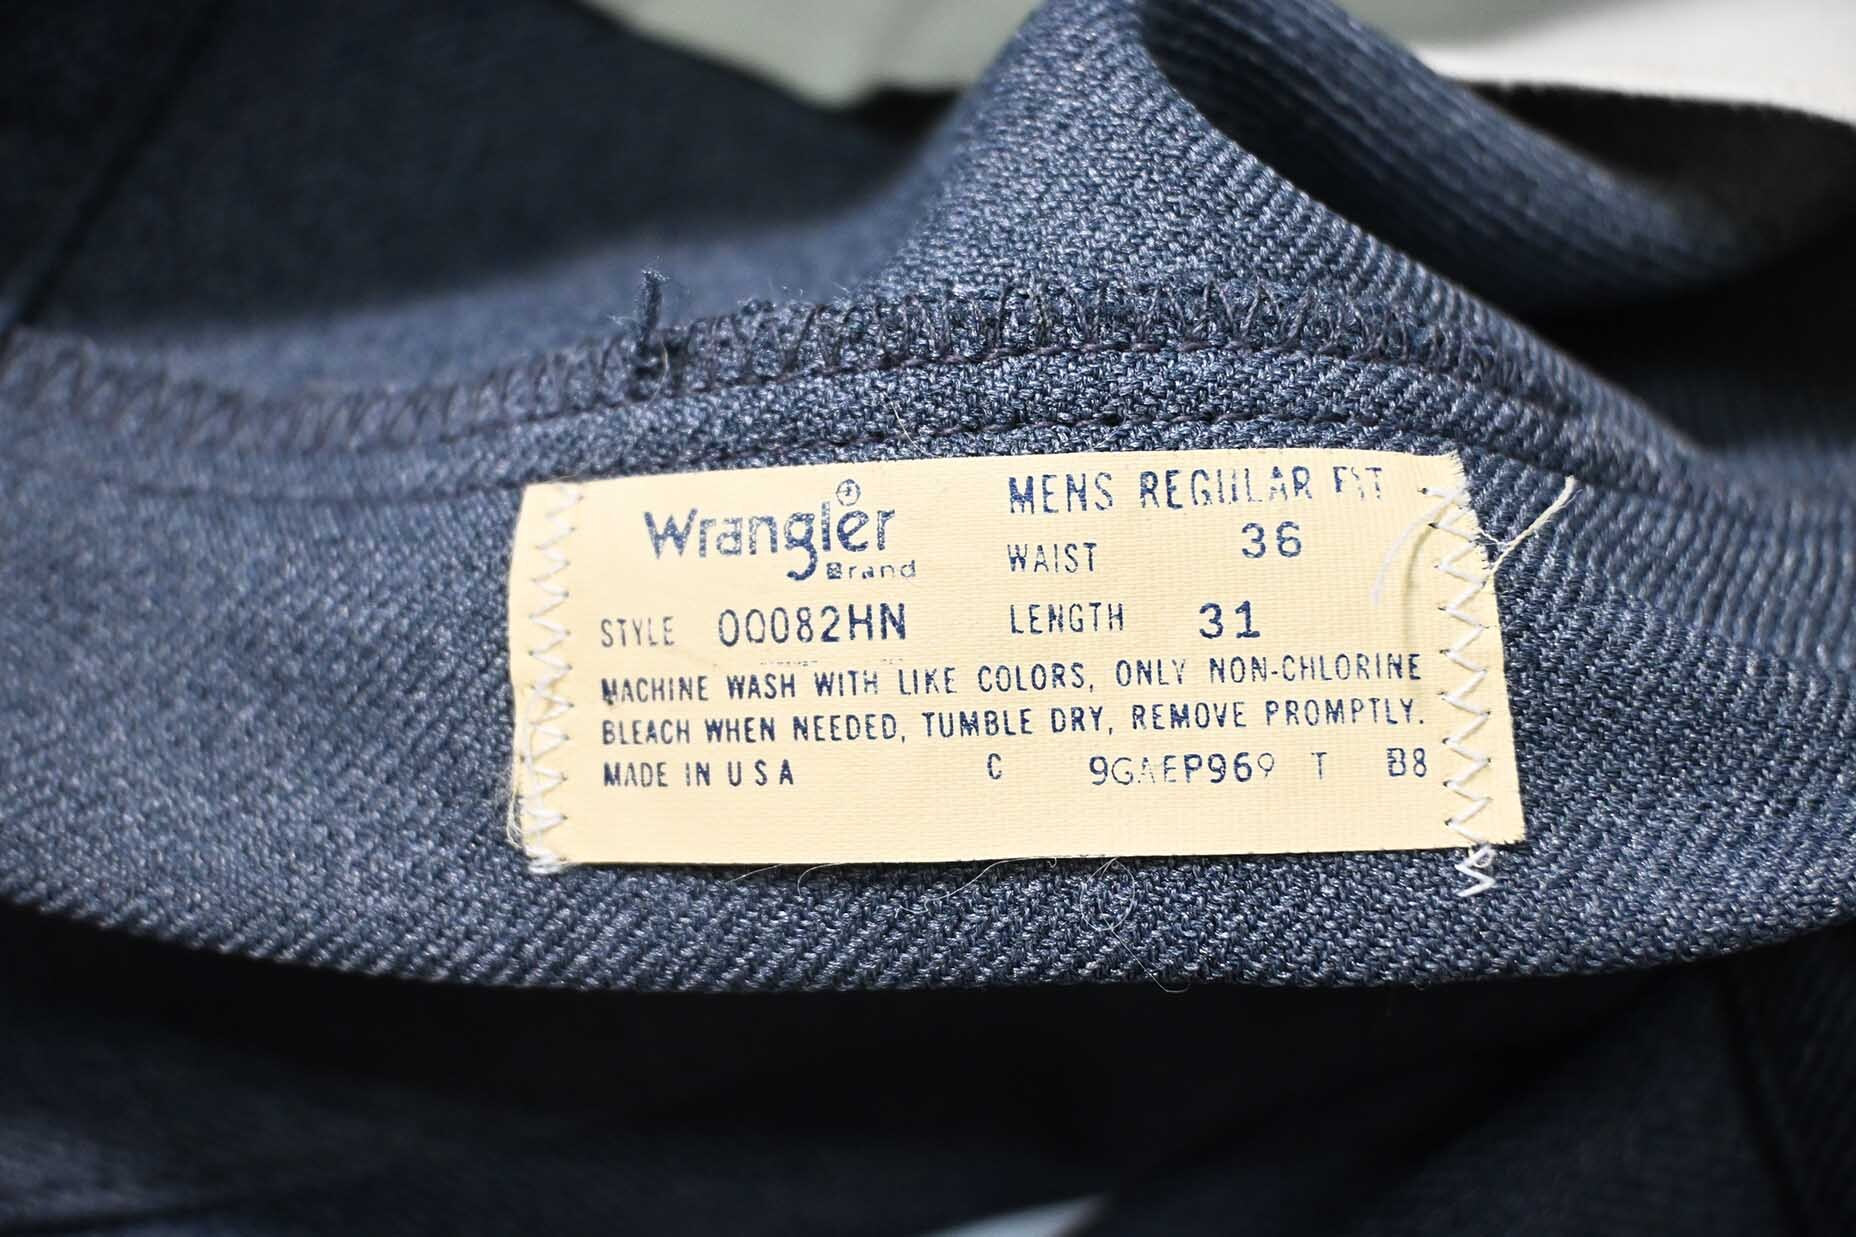 Wrangler®
Brand
STYLE 00082HN
MENS REGULAR FIT
WAIST 36
LENGTH 31
MACHINE WASH WITH LIKE COLORS, ONLY NON-CHLORINE
BLEACH WHEN NEEDED, TUMBLE DRY, REMOVE PROMPTLY.
MADE IN U S A C 9GAEP969 T B8